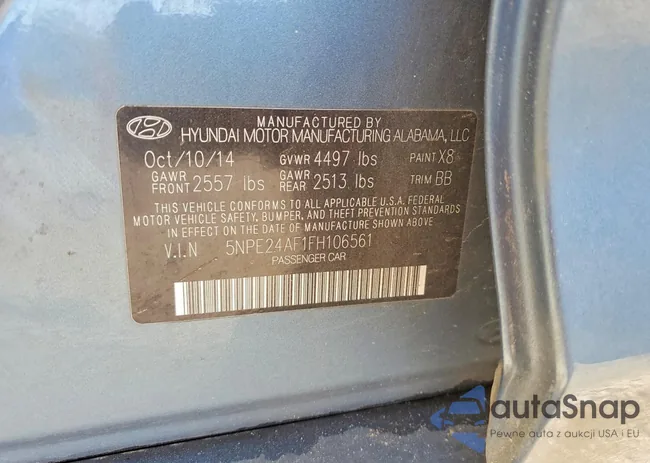 MANUFACTURED BY
HYUNDAI MOTOR MANUFACTURING ALABAMA, LLC
Oct/10/14 GVWR 4497 lbs PAINT X8
GAWR FRONT 2557 lbs GAWR REAR 2513 lbs TRIM BB
THIS VEHICLE CONFORMS TO ALL APPLICABLE U.S.A. FEDERAL
MOTOR VEHICLE SAFETY, BUMPER, AND THEFT PREVENTION STANDARDS
IN EFFECT ON THE DATE OF MANUFACTURE SHOWN ABOVE.
V.I.N 5NPE24AF1FH106561
PASSENGER CAR
autaSnap
Pewne auta z aukcji USA i EU